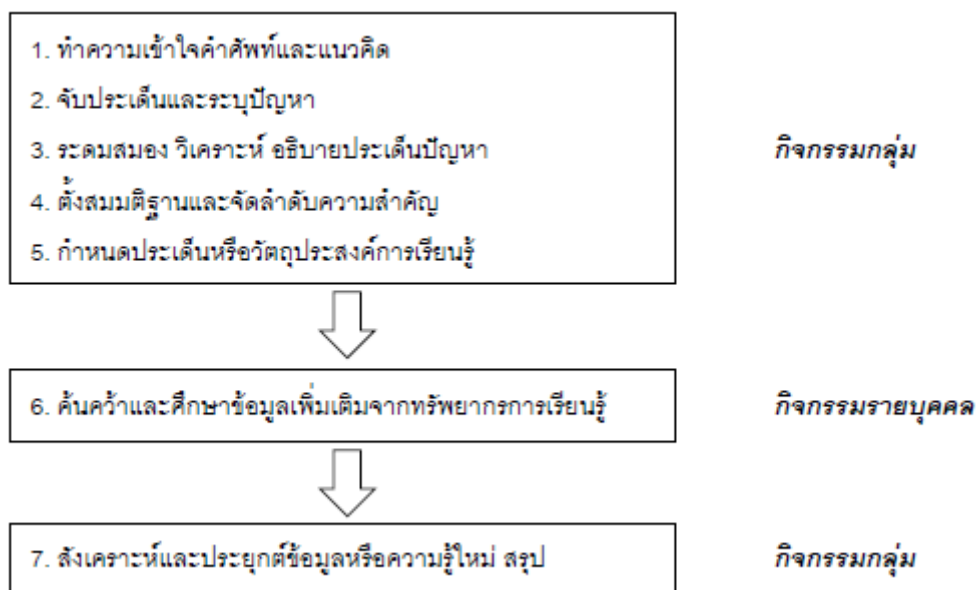 1. ทำความเข้าใจคำศัพท์และแนวคิด
2. จับประเด็นและระบุปัญหา
3. ระดมสมอง วิเคราะห์ อธิบายประเด็นปัญหา
กิจกรรมกลุ่ม
4. ตั้งสมมติฐานและจัดลำดับความสำคัญ
5. กำหนดประเด็นหรือวัตถุประสงค์การเรียนรู้
6. ค้นคว้าและศึกษาข้อมูลเพิ่มเติมจากทรัพยากรการเรียนรู้
กิจกรรมรายบุคคล
7. สังเคราะห์และประยุกต์ข้อมูลหรือความรู้ใหม่ สรุป
กิจกรรมกลุ่ม